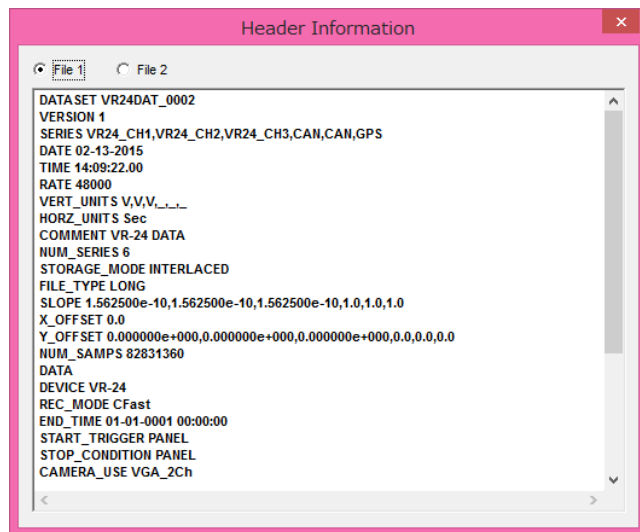 Header Information
File 1 File 2
DATASET VR24DAT_0002
VERSION 1
SERIES VR24_CH1,VR24_CH2,VR24_CH3,CAN,CAN,GPS
DATE 02-13-2015
TIME 14:09:22.00
RATE 48000
VERT_UNITS V,V,V,_,_,_
HORZ_UNITS Sec
COMMENT VR-24 DATA
NUM_SERIES 6
STORAGE_MODE INTERLACED
FILE_TYPE LONG
SLOPE 1.562500e-10,1.562500e-10,1.562500e-10,1.0,1.0,1.0
X_OFFSET 0.0
Y_OFFSET 0.000000e+000,0.000000e+000,0.000000e+000,0.0,0.0,0.0
NUM_SAMPS 82831360
DATA
DEVICE VR-24
REC_MODE CFast
END_TIME 01-01-0001 00:00:00
START_TRIGGER PANEL
STOP_CONDITION PANEL
CAMERA_USE VGA_2Ch